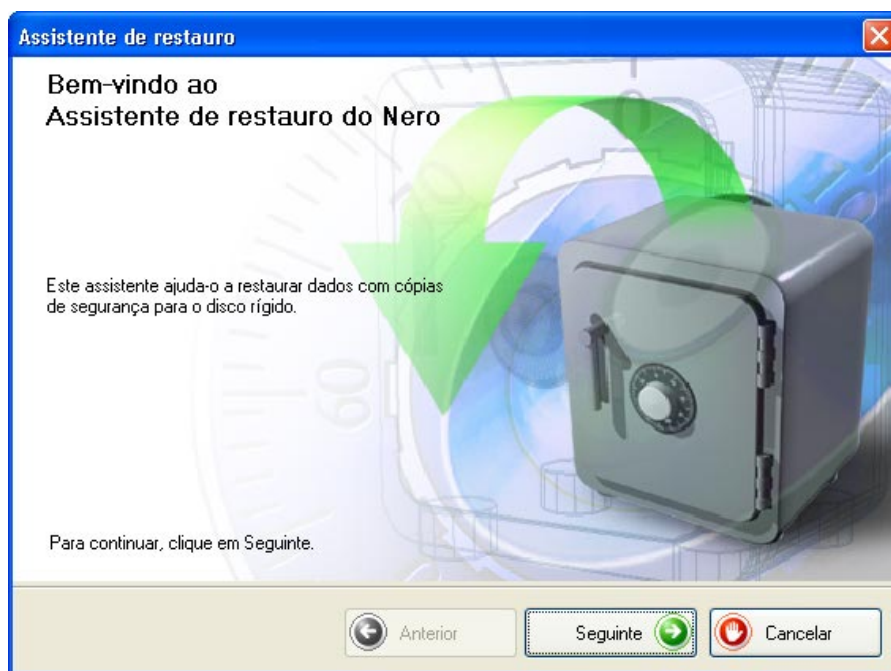 Assistente de restauro
Bem-vindo ao
Assistente de restauro do Nero
Este assistente ajuda-o a restaurar dados com cópias
de segurança para o disco rígido.
Para continuar, clique em Seguinte.
Anterior
Seguinte
Cancelar